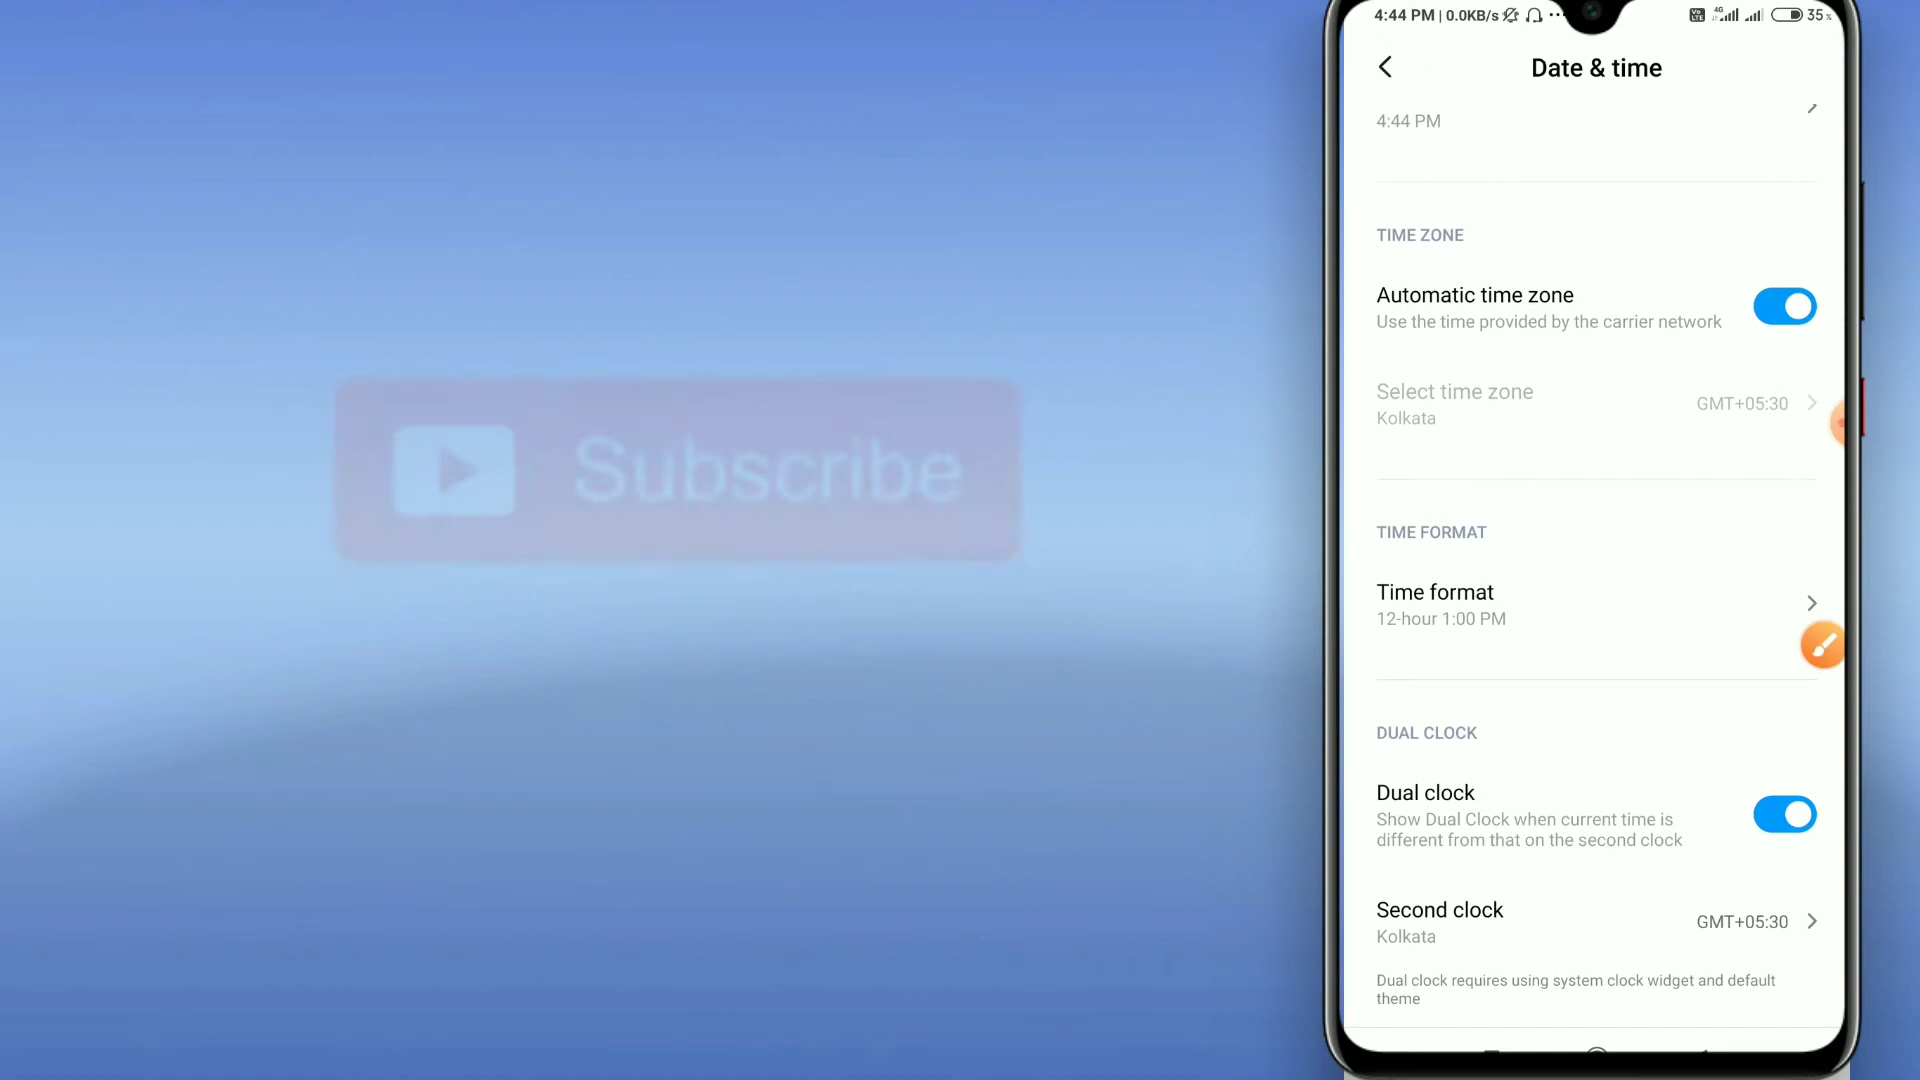 4:44 PM | 0.0KB/s
4G
35%
Date & time
4:44 PM
TIME ZONE
Automatic time zone
Use the time provided by the carrier network
Select time zone
GMT+05:30
Kolkata
Subscribe
TIME FORMAT
Time format
12-hour 1:00 PM
DUAL CLOCK
Dual clock
Show Dual Clock when current time is
different from that on the second clock
Second clock
GMT+05:30
Kolkata
Dual clock requires using system clock widget and default
theme